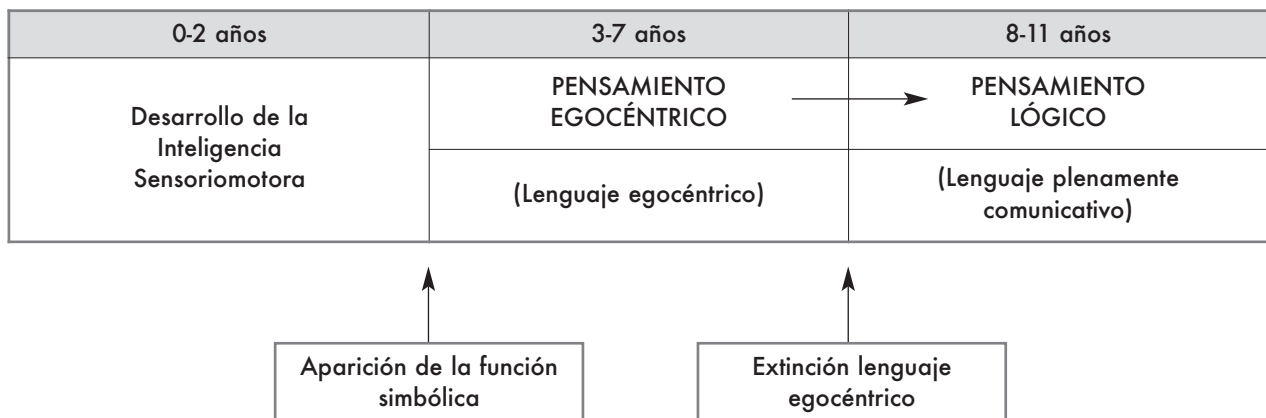 0-2 años
3-7 años
8-11 años
Desarrollo de la
Inteligencia
Sensoriomotora
PENSAMIENTO
EGOCÉNTRICO
PENSAMIENTO
LÓGICO
(Lenguaje egocéntrico)
(Lenguaje plenamente
comunicativo)
Aparición de la función
simbólica
Extinción lenguaje
egocéntrico